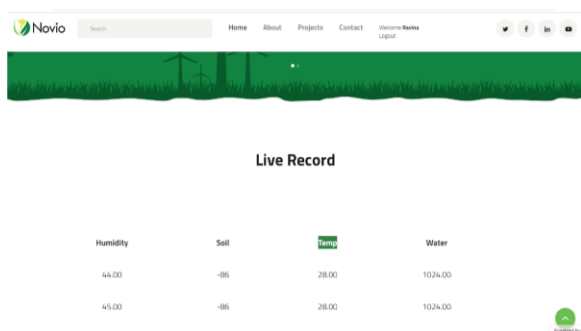 Novio
Search
Home About Projects Contact
Welcome Ravina
Logout
Live Record
Humidity Soil Temp Water
44.00 -86 28.00 1024.00
45.00 -86 28.00 1024.00